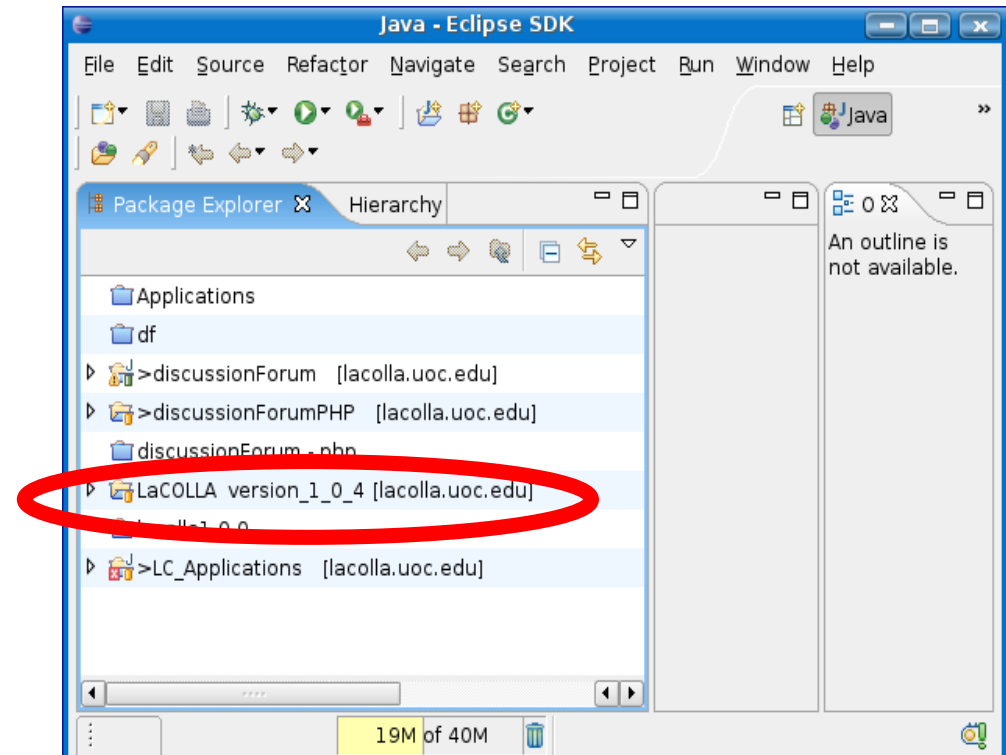 Java - Eclipse SDK
File Edit Source Refactor Navigate Search Project Run Window Help
Java »
Package Explorer Hierarchy O
An outline is
not available.
Applications
df
>discussionForum [lacolla.uoc.edu]
>discussionForumPHP [lacolla.uoc.edu]
discussionForum - php
LaCOLLA version_1_0_4 [lacolla.uoc.edu]
>LC_Applications [lacolla.uoc.edu]
19M of 40M